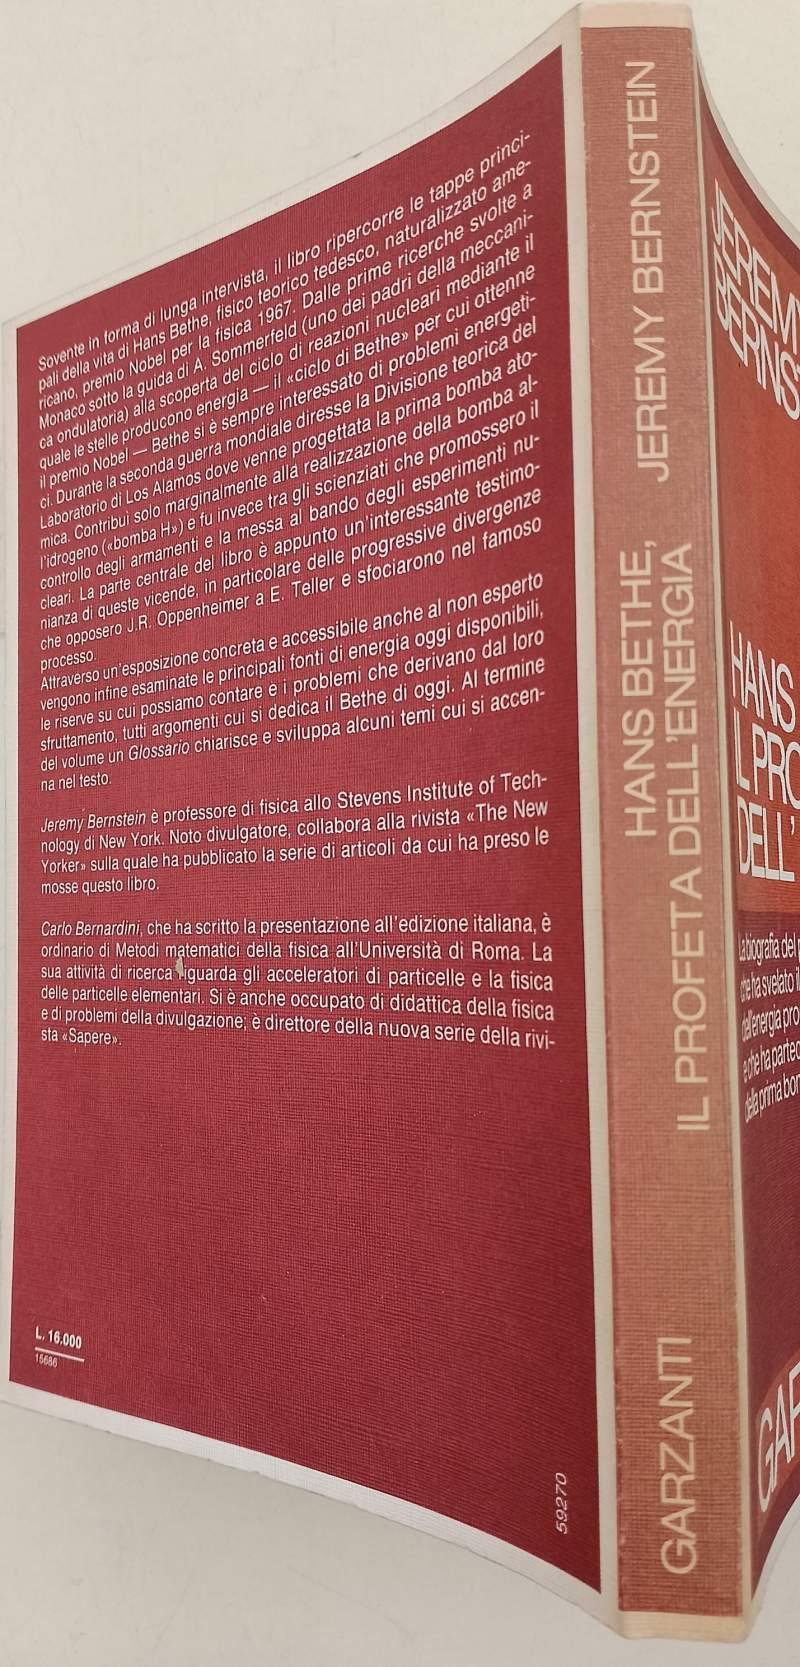 Sovente in forma di lunga intervista, il libro ripercorre le tappe princi-
pali della vita di Hans Bethe, fisico teorico tedesco, naturalizzato ame-
ricano, premio Nobel per la fisica 1967. Dalle prime ricerche svolte a
Monaco sotto la guida di A. Sommerfeld (uno dei padri della meccani-
ca ondulatoria) alla scoperta del ciclo di reazioni nucleari mediante il
quale le stelle producono energia — il «ciclo di Bethe» per cui ottenne
il premio Nobel — Bethe si è sempre interessato di problemi energeti-
ci. Durante la seconda guerra mondiale diresse la Divisione teorica del
Laboratorio di Los Alamos dove venne progettata la prima bomba ato-
mica. Contribuì solo marginalmente alla realizzazione della bomba al-
l'idrogeno («bomba H») e fu invece tra gli scienziati che promossero il
controllo degli armamenti e la messa al bando degli esperimenti nu-
cleari. La parte centrale del libro è appunto un'interessante testimo-
nianza di queste vicende, in particolare delle progressive divergenze
che opposero J.R. Oppenheimer a E. Teller e sfociarono nel famoso
processo.
Attraverso un'esposizione concreta e accessibile anche al non esperto
vengono infine esaminate le principali fonti di energia oggi disponibili,
le riserve su cui possiamo contare e i problemi che derivano dal loro
sfruttamento, tutti argomenti cui si dedica il Bethe di oggi. Al termine
del volume un Glossario chiarisce e sviluppa alcuni temi cui si accen-
na nel testo.
Jeremy Bernstein è professore di fisica allo Stevens Institute of Tech-
nology di New York. Noto divulgatore, collabora alla rivista «The New
Yorker» sulla quale ha pubblicato la serie di articoli da cui ha preso le
mosse questo libro.
Carlo Bernardini, che ha scritto la presentazione all'edizione italiana, è
ordinario di Metodi matematici della fisica all'Università di Roma. La
sua attività di ricerca riguarda gli acceleratori di particelle e la fisica
delle particelle elementari. Si è anche occupato di didattica della fisica
e di problemi della divulgazione; è direttore della nuova serie della rivi-
sta «Sapere».
L. 16.000
15686
59270
JEREMY BERNSTEIN
HANS BETHE,
IL PROFETA DELL'ENERGIA
GARZANTI
JEREMY
BERNS
HANS
IL PRO
DELL'
La biografia del
che ha svelato il
dell'energia pro
e che ha partec
della prima bom
GAR